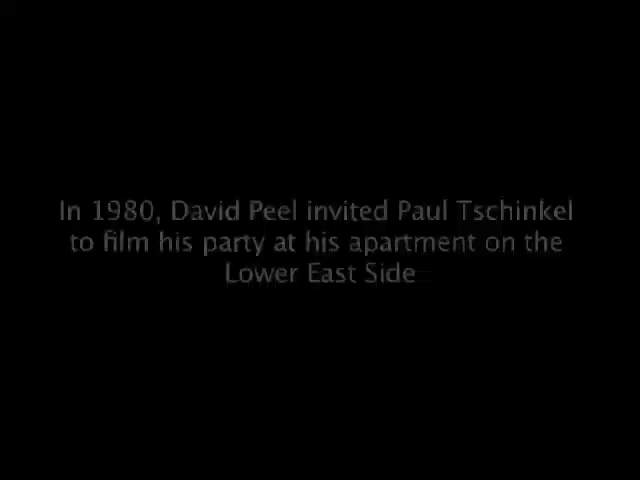 In 1980, David Peel invited Paul Tschinkel
to film his party at his apartment on the
Lower East Side